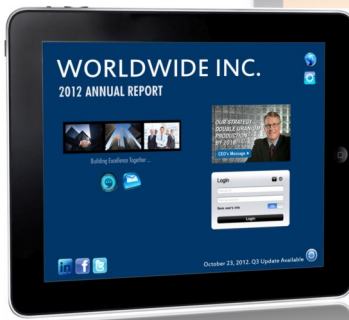 WORLDWIDE INC.
2012 ANNUAL REPORT
OUR STRATEGY
DOUBLE URANIUM
PRODUCTION
BY 2018
CEO's Message
Building Excellence Together ...
Login
Save user's info
Login
in f t
October 23, 2012. Q3 Update Available